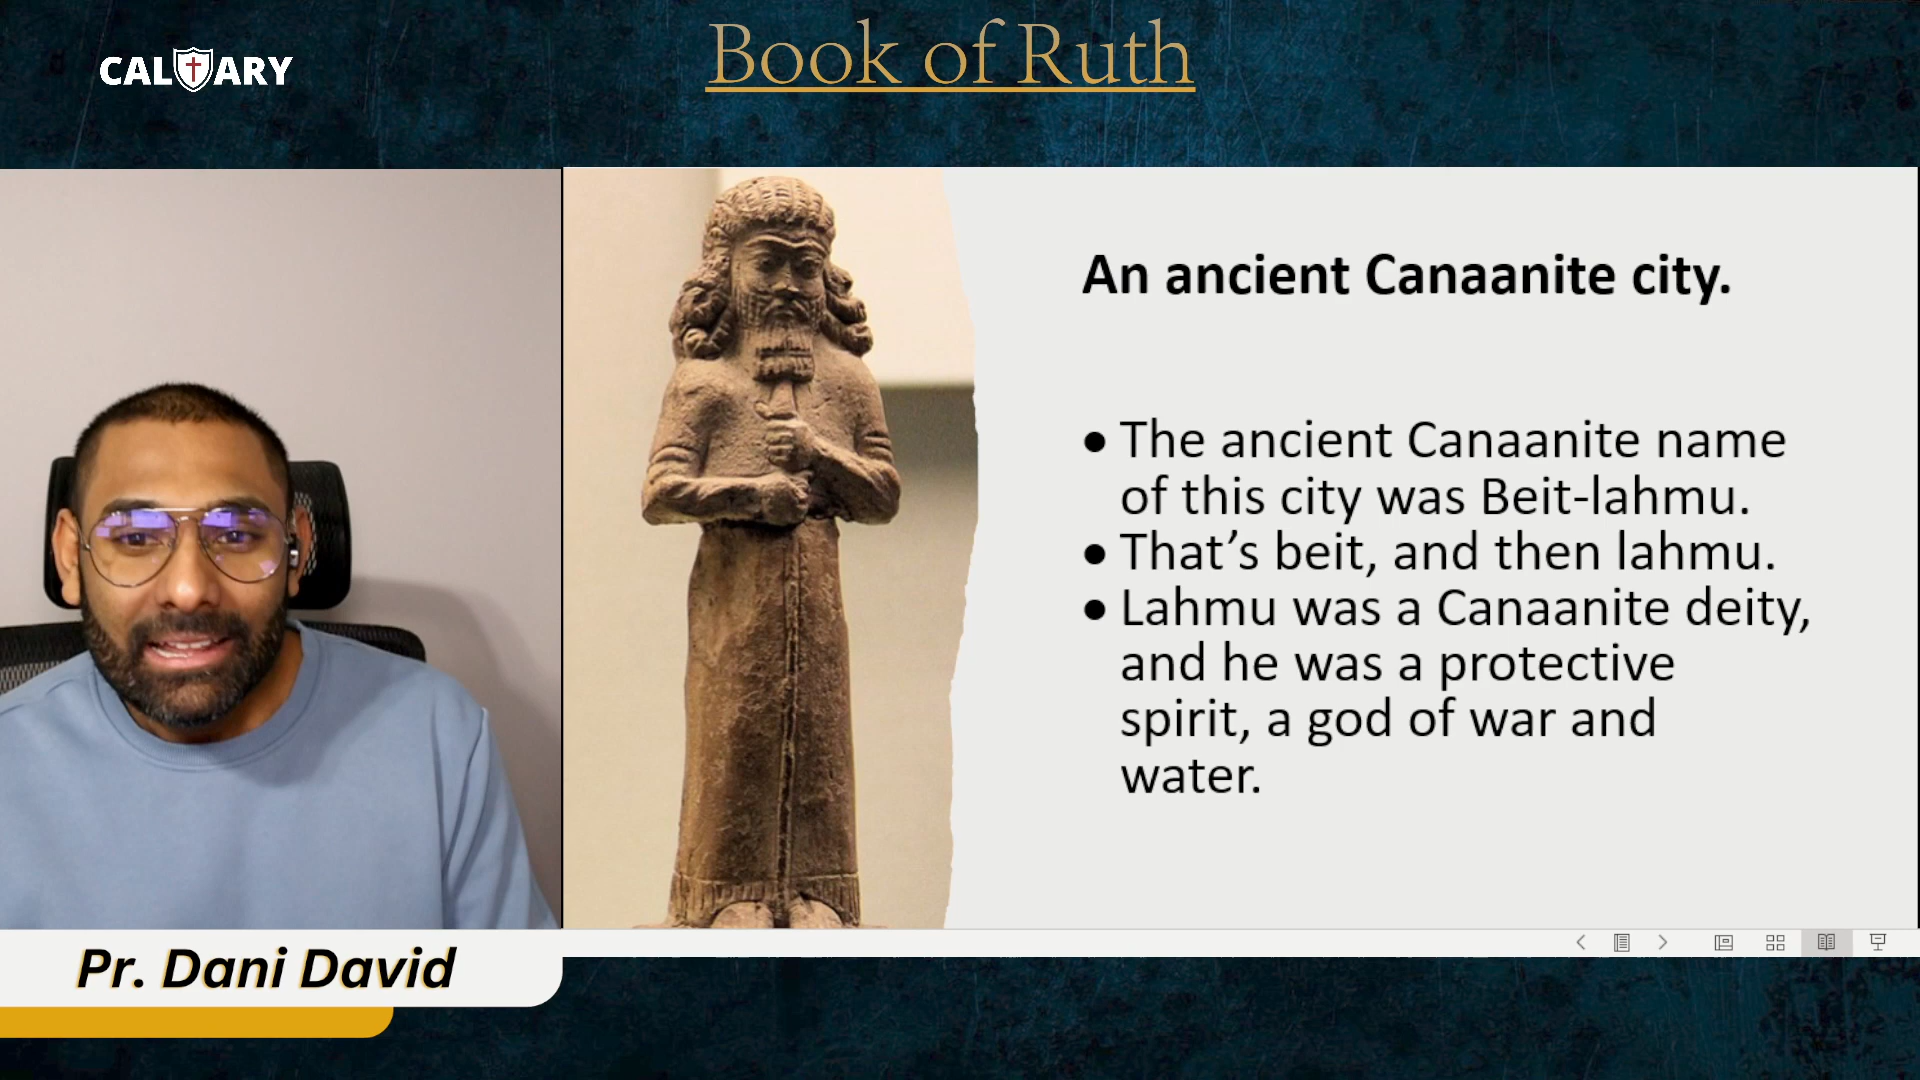 Book of Ruth
CALVARY
An ancient Canaanite city.
• The ancient Canaanite name
of this city was Beit-lahmu.
• That’s beit, and then lahmu.
• Lahmu was a Canaanite deity,
and he was a protective
spirit, a god of war and
water.
Pr. Dani David